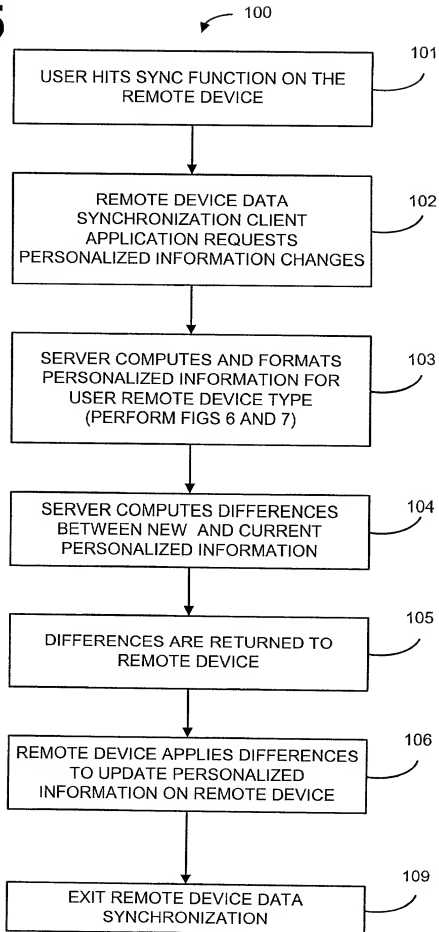 100
USER HITS SYNC FUNCTION ON THE
REMOTE DEVICE
101
REMOTE DEVICE DATA
SYNCHRONIZATION CLIENT
APPLICATION REQUESTS
PERSONALIZED INFORMATION CHANGES
102
SERVER COMPUTES AND FORMATS
PERSONALIZED INFORMATION FOR
USER REMOTE DEVICE TYPE
(PERFORM FIGS 6 AND 7)
103
SERVER COMPUTES DIFFERENCES
BETWEEN NEW AND CURRENT
PERSONALIZED INFORMATION
104
DIFFERENCES ARE RETURNED TO
REMOTE DEVICE
105
REMOTE DEVICE APPLIES DIFFERENCES
TO UPDATE PERSONALIZED
INFORMATION ON REMOTE DEVICE
106
EXIT REMOTE DEVICE DATA
SYNCHRONIZATION
109